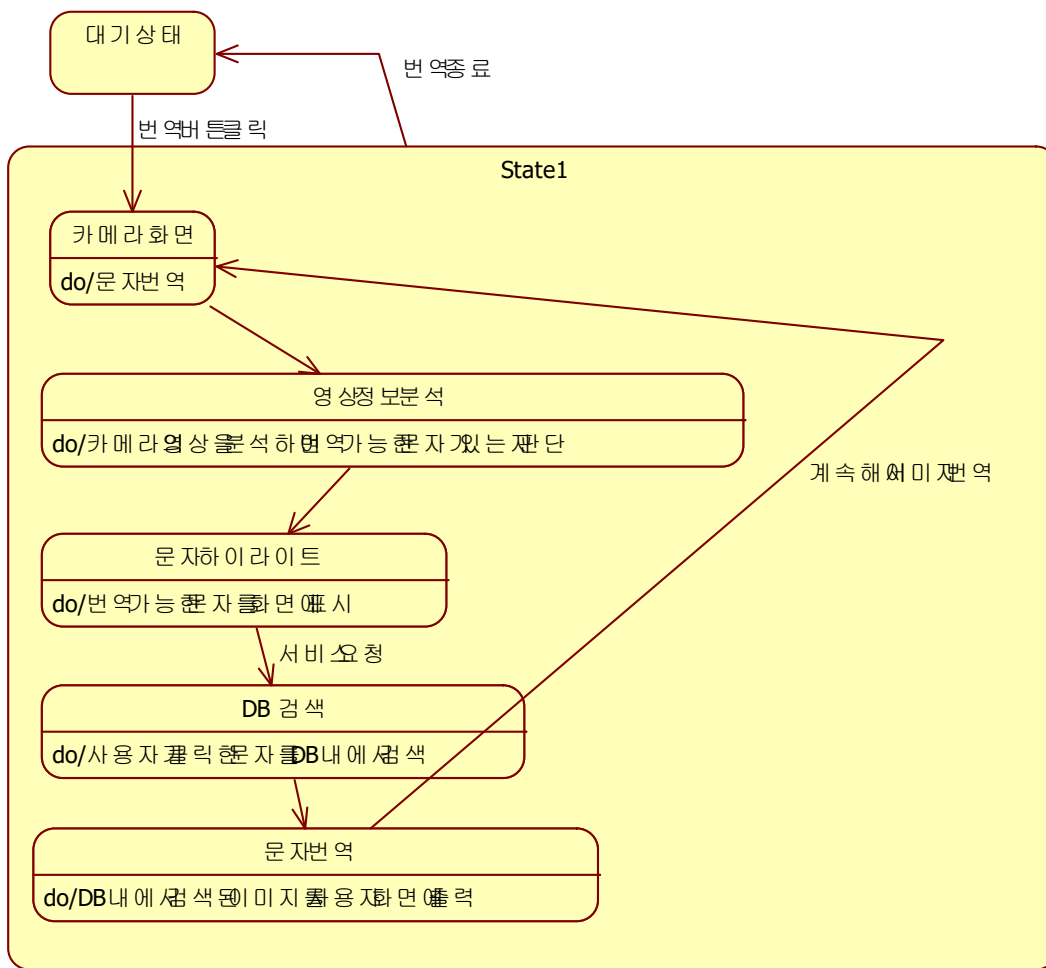 대기상태
번역종료
번역버튼클릭
State1
카메라화면
do/문자번역
영상정보분석
do/카메라영상을분석하여번역가능한문자가있는지판단
문자하이라이트
do/번역가능한문자를화면에표시
서비스요청
DB 검색
do/사용자가클릭한문자를DB내에서검색
계속해서이미지번역
문자번역
do/DB내에서검색된이미지를사용자화면에출력